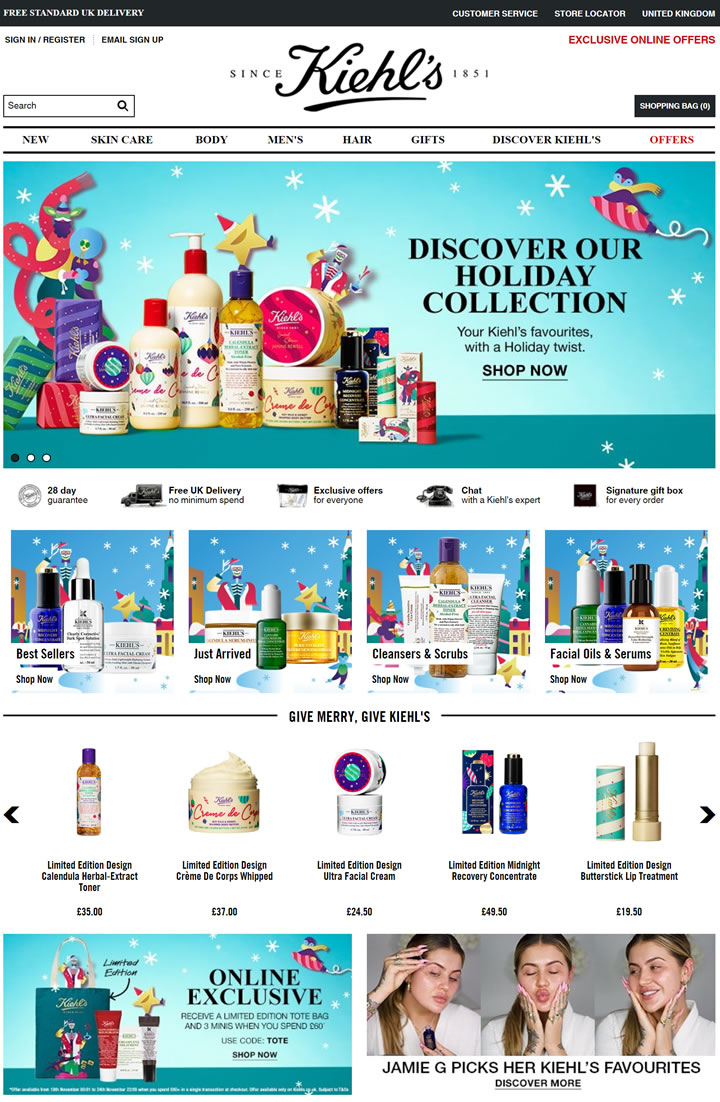 FREE STANDARD UK DELIVERY
CUSTOMER SERVICE STORE LOCATOR UNITED KINGDOM
SIGN IN / REGISTER EMAIL SIGN UP
EXCLUSIVE ONLINE OFFERS
SINCE Kiehl's 1851
Search
SHOPPING BAG (0)
NEW SKIN CARE BODY MEN'S HAIR GIFTS DISCOVER KIEHL'S OFFERS
DISCOVER OUR
HOLIDAY
COLLECTION
Your Kiehl's favourites,
with a Holiday twist.
SHOP NOW
28 day
guarantee
Free UK Delivery
no minimum spend
Exclusive offers
for everyone
Chat
with a Kiehl's expert
Signature gift box
for every order
Best Sellers
Shop Now
Just Arrived
Shop Now
Cleansers & Scrubs
Shop Now
Facial Oils & Serums
Shop Now
GIVE MERRY, GIVE KIEHL'S
Limited Edition Design
Calendula Herbal-Extract
Toner
£35.00
Limited Edition Design
Crème De Corps Whipped
£37.00
Limited Edition Design
Ultra Facial Cream
£24.50
Limited Edition Midnight
Recovery Concentrate
£49.50
Limited Edition Design
Butterstick Lip Treatment
£19.50
Limited
Edition
Kiehl's
ONLINE
EXCLUSIVE
RECEIVE A LIMITED EDITION TOTE BAG
AND 3 MINIS WHEN YOU SPEND £60*
USE CODE: TOTE
SHOP NOW
JAMIE G PICKS HER KIEHL'S FAVOURITES
DISCOVER MORE